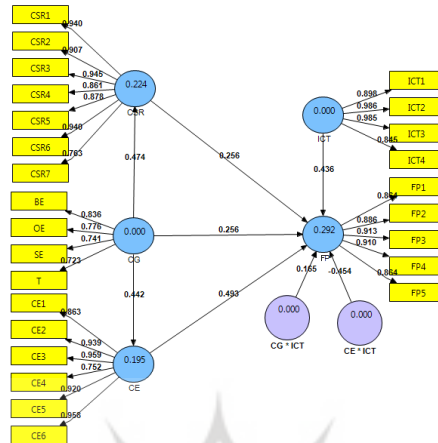 CSR1
0.940
CSR2
0.907
CSR3
0.945
CSR4
0.861
CSR5
0.878
CSR6
0.940
CSR7
0.763
0.224
CSR
0.000
ICT
0.898
ICT1
0.986
ICT2
0.985
ICT3
0.845
ICT4
0.474
0.256
0.436
BE
0.836
OE
0.776
SE
0.741
T
0.723
0.000
CG
0.256
0.292
FP
0.864
FP1
0.886
FP2
0.913
FP3
0.910
FP4
0.864
FP5
0.442
0.493
0.165
-0.454
CE1
0.863
CE2
0.939
CE3
0.959
CE4
0.752
CE5
0.920
CE6
0.958
0.195
CE
0.000
CG * ICT
0.000
CE * ICT